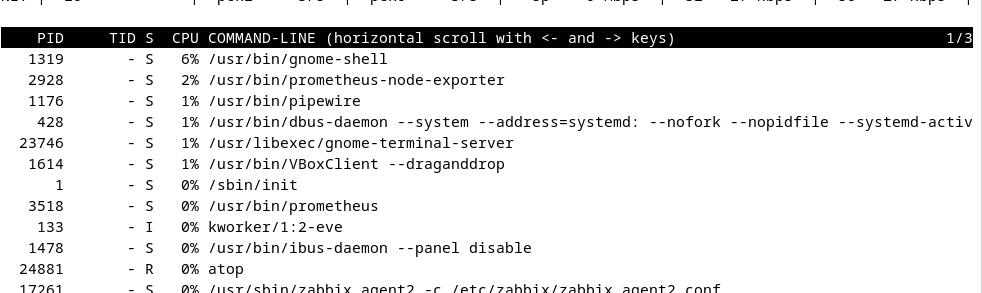 PID TID S CPU COMMAND-LINE (horizontal scroll with <- and -> keys) 1/3
1319 - S 6% /usr/bin/gnome-shell
2928 - S 2% /usr/bin/prometheus-node-exporter
1176 - S 1% /usr/bin/pipewire
428 - S 1% /usr/bin/dbus-daemon --system --address=systemd: --nofork --nopidfile --systemd-activ
23746 - S 1% /usr/libexec/gnome-terminal-server
1614 - S 1% /usr/bin/VBoxClient --draganddrop
1 - S 0% /sbin/init
3518 - S 0% /usr/bin/prometheus
133 - I 0% kworker/1:2-eve
1478 - S 0% /usr/bin/ibus-daemon --panel disable
24881 - R 0% atop
17261 - S 0% /usr/sbin/zabbix_agent2 -c /etc/zabbix/zabbix_agent2.conf